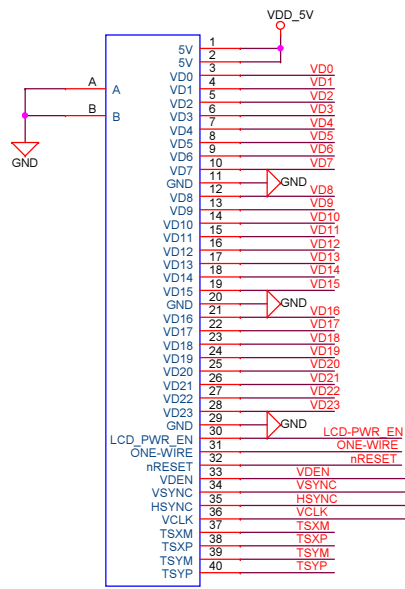 VDD_5V
5V 1
5V 2
VD0 3 VD0
A A VD1 4 VD1
VD2 5 VD2
B B VD3 6 VD3
VD4 7 VD4
VD5 8 VD5
GND VD6 9 VD6
VD7 10 VD7
GND 11 GND
VD8 12 VD8
VD9 13 VD9
VD10 14 VD10
VD11 15 VD11
VD12 16 VD12
VD13 17 VD13
VD14 18 VD14
VD15 19 VD15
GND 20 GND
VD16 21 VD16
VD17 22 VD17
VD18 23 VD18
VD19 24 VD19
VD20 25 VD20
VD21 26 VD21
VD22 27 VD22
VD23 28 VD23
GND 29 GND
LCD_PWR_EN 30 LCD-PWR_EN
ONE-WIRE 31 ONE-WIRE
nRESET 32 nRESET
VDEN 33 VDEN
VSYNC 34 VSYNC
HSYNC 35 HSYNC
VCLK 36 VCLK
TSXM 37 TSXM
TSXP 38 TSXP
TSYM 39 TSYM
TSYP 40 TSYP